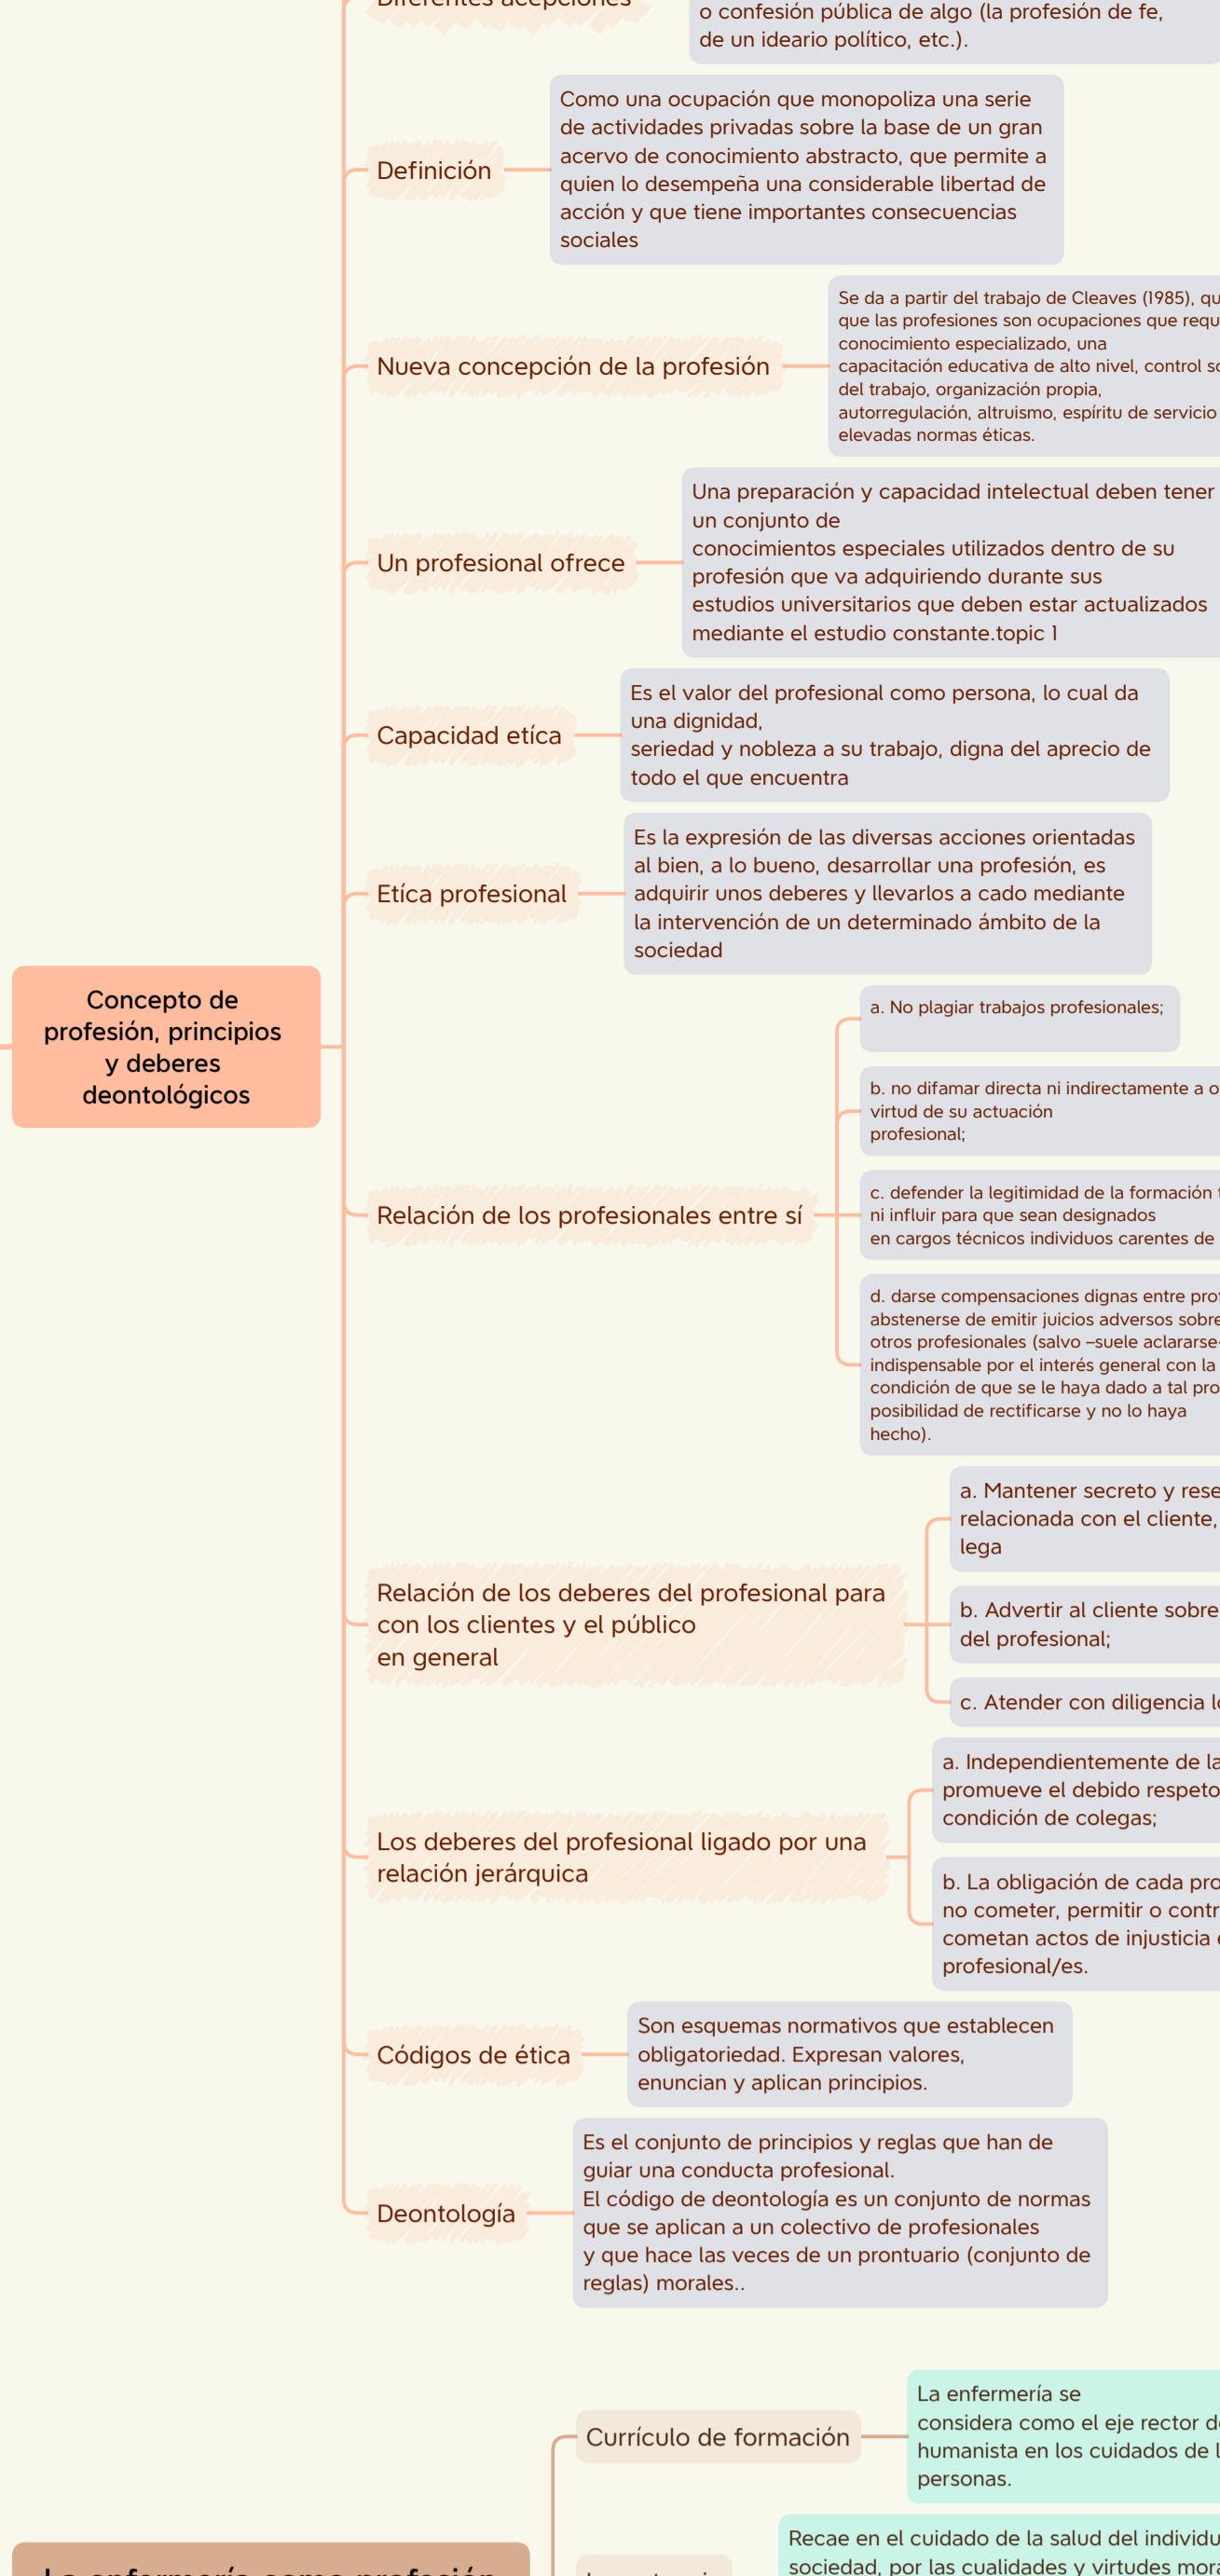 Diferentes acepciones
o confesión pública de algo (la profesión de fe,
de un ideario político, etc.).
Definición
Como una ocupación que monopoliza una serie
de actividades privadas sobre la base de un gran
acervo de conocimiento abstracto, que permite a
quien lo desempeña una considerable libertad de
acción y que tiene importantes consecuencias
sociales
Nueva concepción de la profesión
Se da a partir del trabajo de Cleaves (1985),
que las profesiones son ocupaciones que
conocimiento especializado, una
capacitación educativa de alto nivel, control
del trabajo, organización propia,
autorregulación, altruismo, espíritu de servicio
elevadas normas éticas.
Un profesional ofrece
Una preparación y capacidad intelectual deben tener
un conjunto de
conocimientos especiales utilizados dentro de su
profesión que va adquiriendo durante sus
estudios universitarios que deben estar actualizados
mediante el estudio constante.topic 1
Capacidad etíca
Es el valor del profesional como persona, lo cual da
una dignidad,
seriedad y nobleza a su trabajo, digna del aprecio de
todo el que encuentra
Etíca profesional
Es la expresión de las diversas acciones orientadas
al bien, a lo bueno, desarrollar una profesión, es
adquirir unos deberes y llevarlos a cado mediante
la intervención de un determinado ámbito de la
sociedad
Concepto de
profesión, principios
y deberes
deontológicos
Relación de los profesionales entre sí
a. No plagiar trabajos profesionales;
b. no difamar directa ni indirectamente a
virtud de su actuación
profesional;
c. defender la legitimidad de la formación
ni influir para que sean designados
en cargos técnicos individuos carentes de
d. darse compensaciones dignas entre
abstenerse de emitir juicios adversos sobre
otros profesionales (salvo –suele aclararse-
indispensable por el interés general con la
condición de que se le haya dado a tal
posibilidad de rectificarse y no lo haya
hecho).
Relación de los deberes del profesional para
con los clientes y el público
en general
a. Mantener secreto y
relacionada con el cliente,
lega
b. Advertir al cliente sobre
del profesional;
c. Atender con diligencia
Los deberes del profesional ligado por una
relación jerárquica
a. Independientemente de
promueve el debido respeto
condición de colegas;
b. La obligación de cada
no cometer, permitir o
cometan actos de injusticia
profesional/es.
Códigos de ética
Son esquemas normativos que establecen
obligatoriedad. Expresan valores,
enuncian y aplican principios.
Deontología
Es el conjunto de principios y reglas que han de
guiar una conducta profesional.
El código de deontología es un conjunto de normas
que se aplican a un colectivo de profesionales
y que hace las veces de un prontuario (conjunto de
reglas) morales..
Currículo de formación
La enfermería se
considera como el eje rector
humanista en los cuidados de
personas.
Recae en el cuidado de la salud del
sociedad, por las cualidades y virtudes
La enfermería como profesión